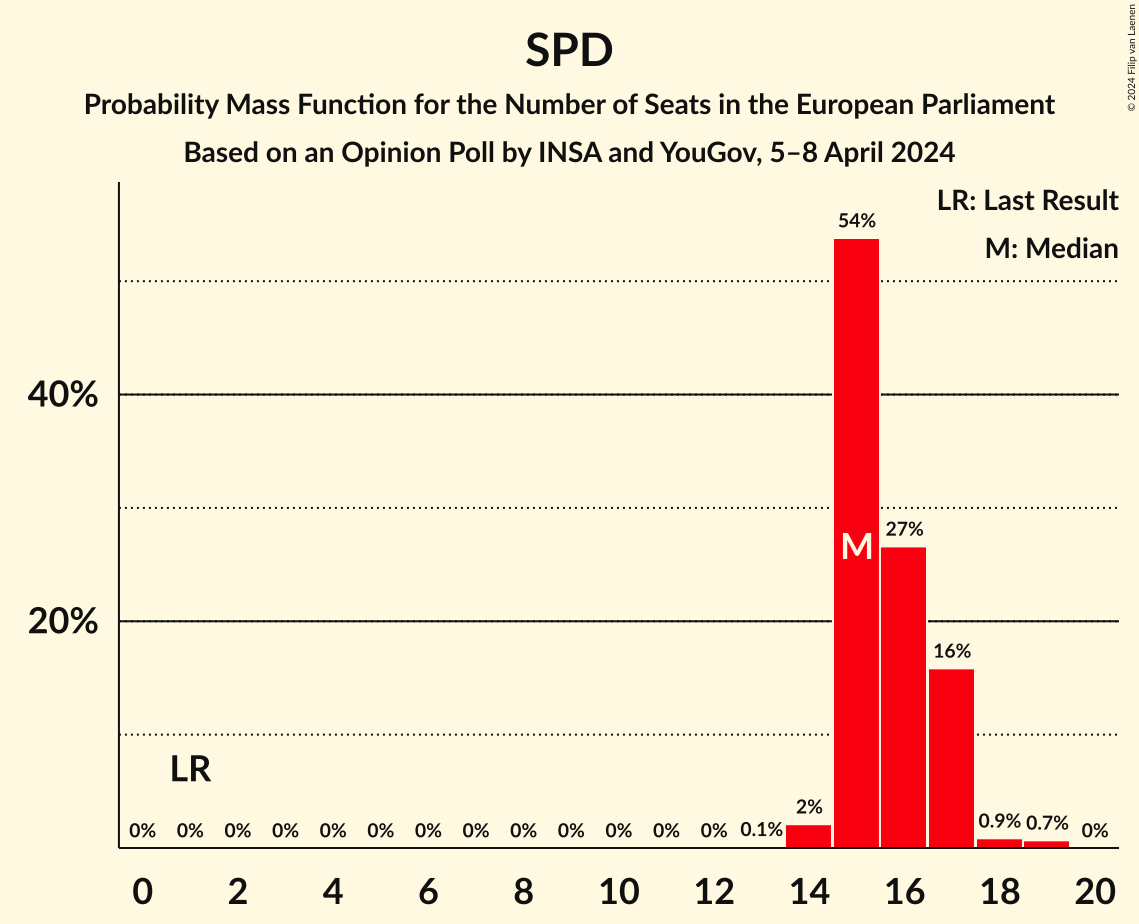 SPD
Probability Mass Function for the Number of Seats in the European Parliament
Based on an Opinion Poll by INSA and YouGov, 5–8 April 2024
© 2024 Filip van Laenen
LR: Last Result
M: Median
54%
40%
27%
M
20%
16%
LR
2%
0% 0% 0% 0% 0% 0% 0% 0% 0% 0% 0% 0% 0% 0.1% 0.9% 0.7% 0%
0 2 4 6 8 10 12 14 16 18 20